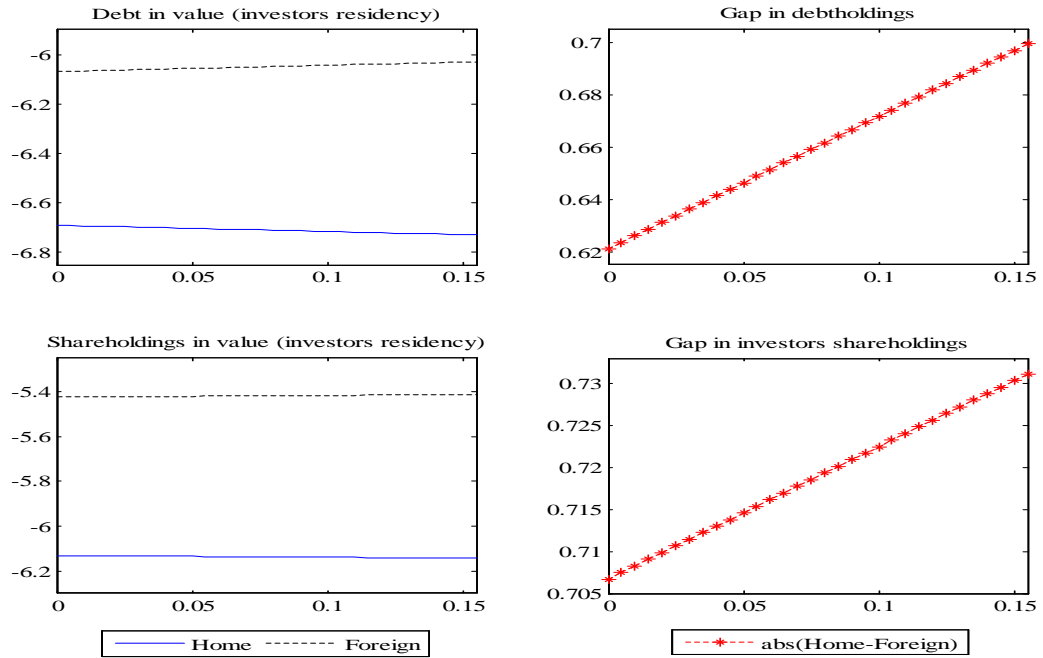 Debt in value (investors residency)
-6
-6.2
-6.4
-6.6
-6.8
0 0.05 0.1 0.15
Gap in debtholdings
0.7
0.68
0.66
0.64
0.62
0 0.05 0.1 0.15
Shareholdings in value (investors residency)
-5.4
-5.6
-5.8
-6
-6.2
0 0.05 0.1 0.15
Home Foreign
Gap in investors shareholdings
0.73
0.725
0.72
0.715
0.71
0.705
0 0.05 0.1 0.15
abs(Home-Foreign)